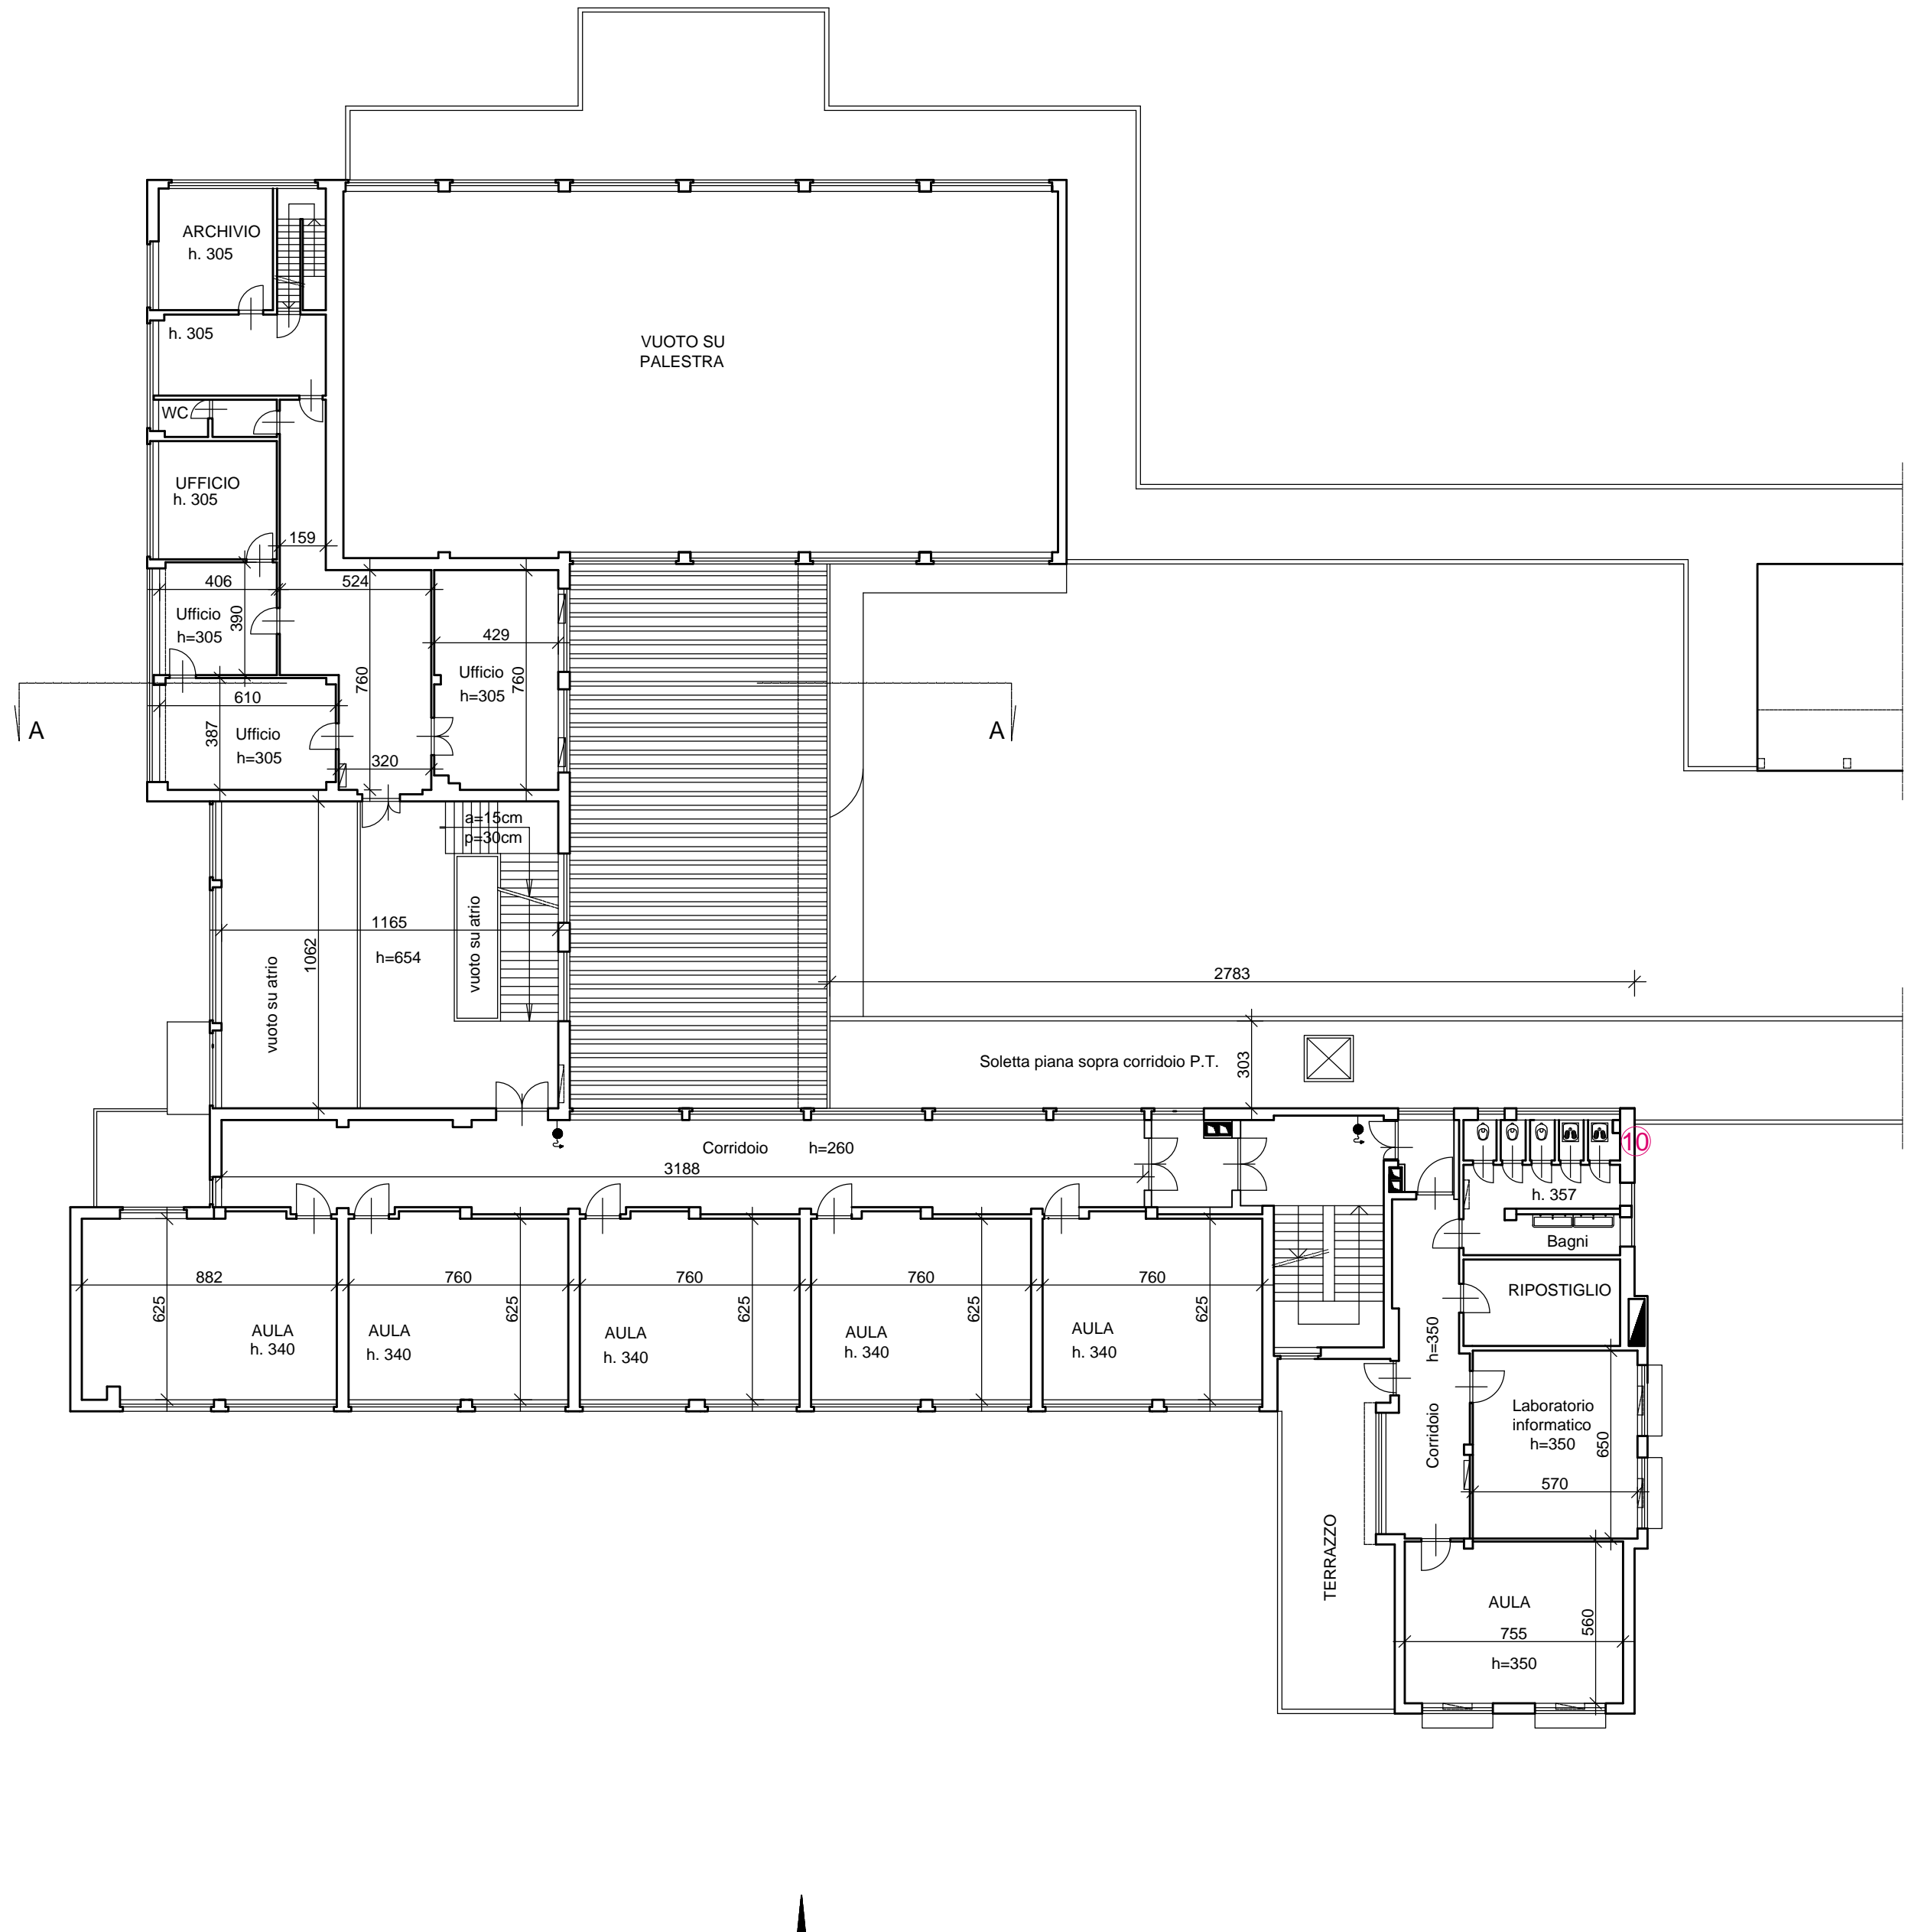 ARCHIVIO
h. 305
h. 305
VUOTO SU
PALESTRA
WC
UFFICIO
h. 305
159
406
524
390
Ufficio
h=305
429
Ufficio
h=305
760
760
610
387
Ufficio
h=305
320
A
A
a=15cm
p=30cm
vuoto su atrio
1165
1062
h=654
vuoto su atrio
2783
303
Soletta piana sopra corridoio P.T.
Corridoio
h=260
3188
10
h. 357
Bagni
RIPOSTIGLIO
882
760
760
760
760
625
625
625
625
625
AULA
h. 340
AULA
h. 340
AULA
h. 340
AULA
h. 340
AULA
h. 340
h=350
Corridoio
Laboratorio
informatico
h=350
650
570
TERRAZZO
AULA
560
755
h=350